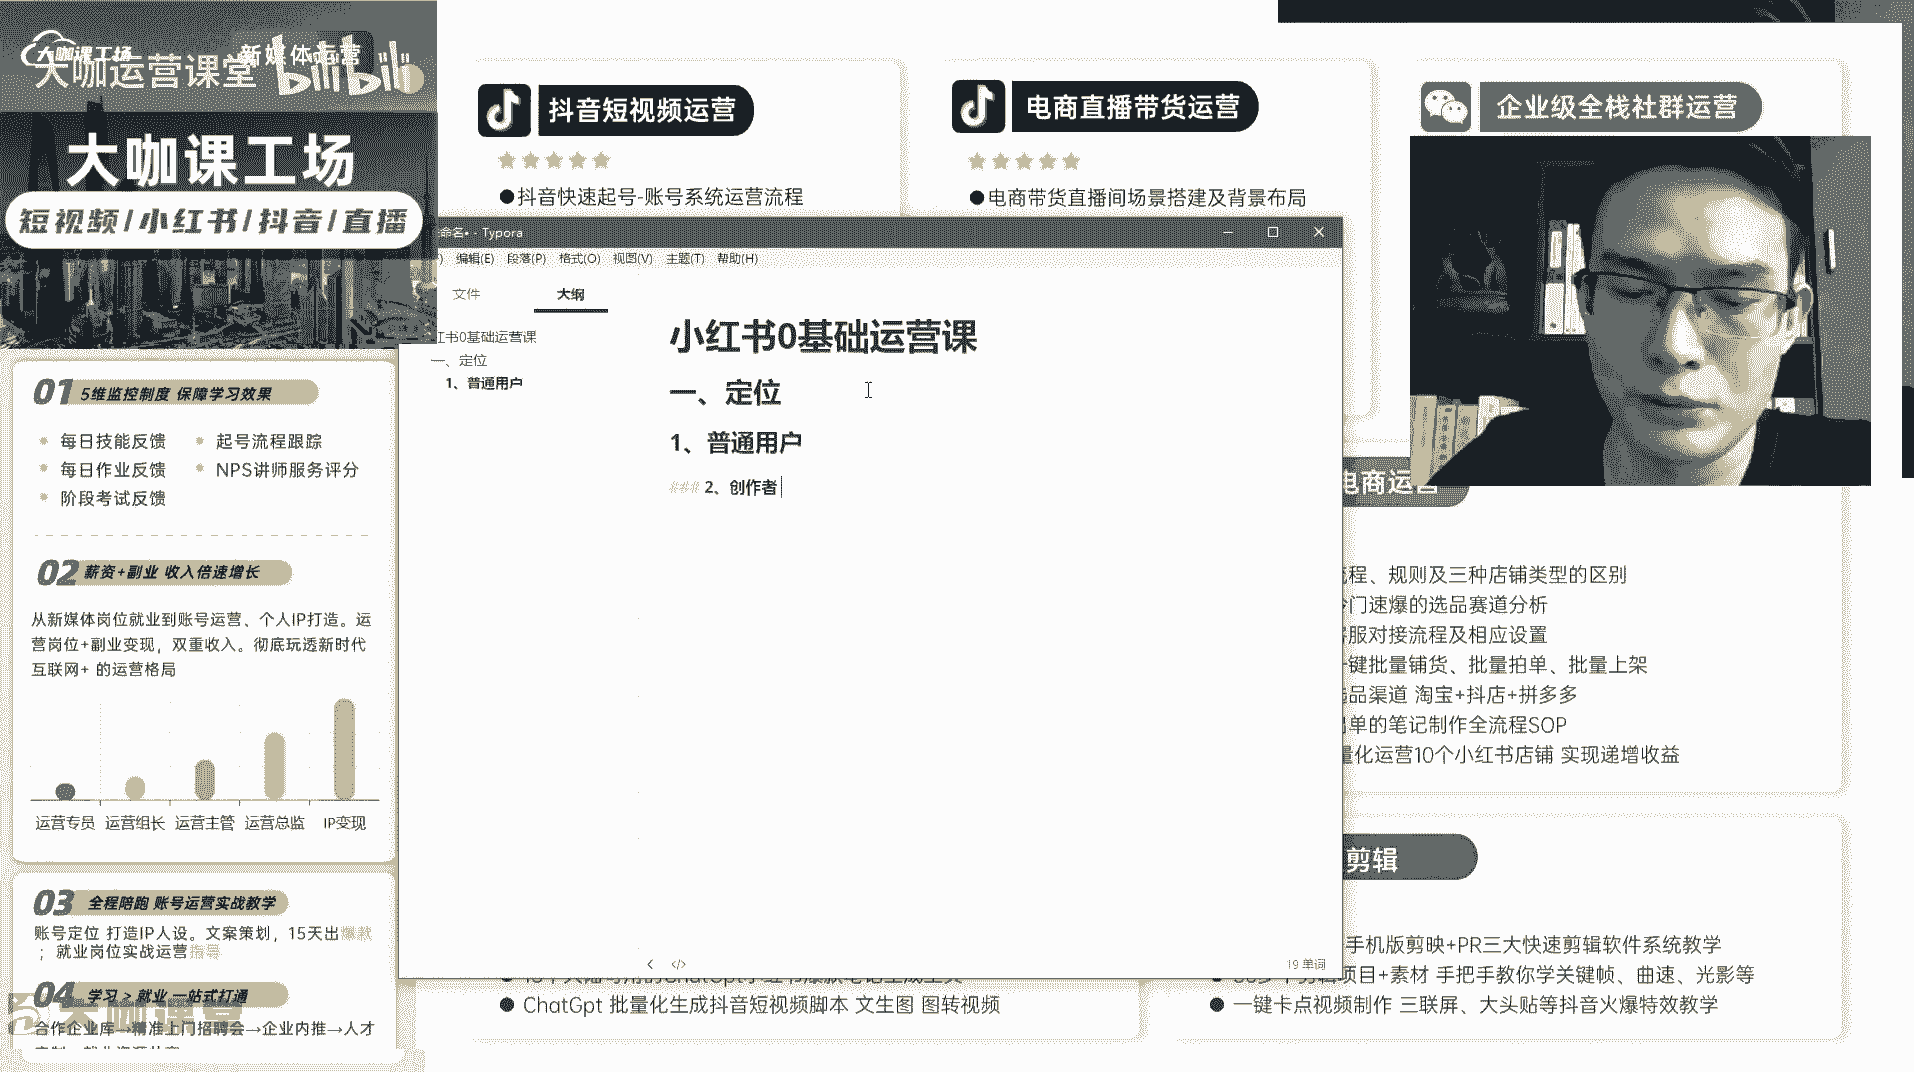 大咖课工场
新媒体运营
大咖运营课堂 bilibili
大咖课工场
短视频/小红书/抖音/直播
01 5维监控制度 保障学习效果
每日技能反馈
起号流程跟踪
每日作业反馈
NPS讲师服务评分
阶段考试反馈
02 薪资+副业 收入倍速增长
从新媒体岗位就业到账号运营、个人IP打造。运
营岗位+副业变现，双重收入。彻底玩透新时代
互联网+ 的运营格局
运营专员 运营组长 运营主管 运营总监 IP变现
03 全程陪跑 账号运营实战教学
账号定位 打造IP人设。文案策划，15天出爆款
；就业岗位实战运营指导
04 学习 > 就业 一站式打通
大咖课堂
合作企业库→精准上门招聘会→企业内推→人才
抖音短视频运营
●抖音快速起号-账号系统运营流程
电商直播带货运营
●电商带货直播间场景搭建及背景布局
企业级全栈社群运营
命名• - Typora
) 编辑(E) 段落(P) 格式(O) 视图(V) 主题(T) 帮助(H)
文件
大纲
红书0基础运营课
一、定位
1、普通用户
小红书0基础运营课
一、定位
1、普通用户
### 2、创作者
19 单词
电商运营
流程、规则及三种店铺类型的区别
冷门速爆的选品赛道分析
客服对接流程及相应设置
一键批量铺货、批量拍单、批量上架
选品渠道 淘宝+抖店+拼多多
出单的笔记制作全流程SOP
量化运营10个小红书店铺 实现递增收益
剪辑
手机版剪映+PR三大快速剪辑软件系统教学
项目+素材 手把手教你学关键帧、曲速、光影等
● 一键卡点视频制作 三联屏、大头贴等抖音火爆特效教学
● ChatGpt 批量化生成抖音短视频脚本 文生图 图转视频